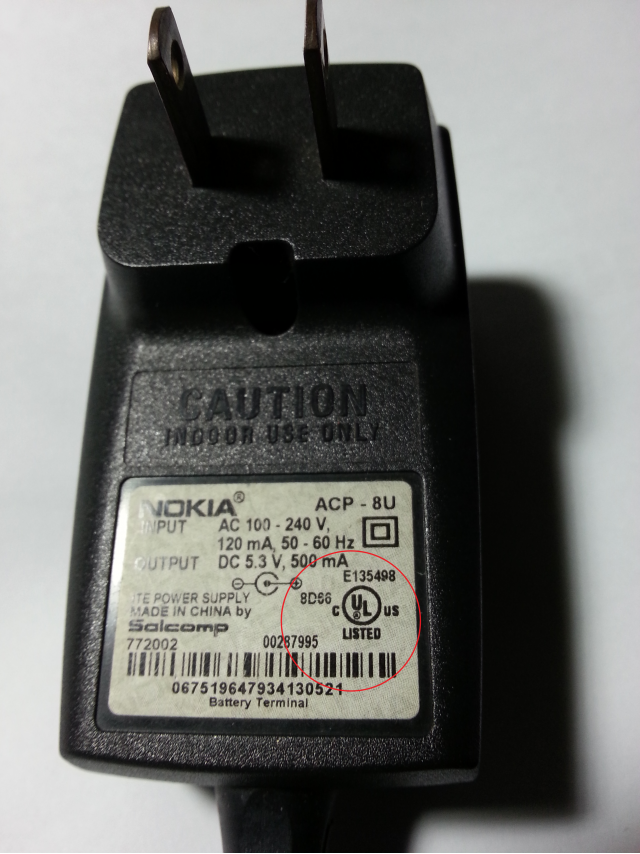 CAUTION
INDOOR USE ONLY
NOKIA® ACP - 8U
INPUT AC 100 - 240 V,
120 mA, 50 - 60 Hz
OUTPUT DC 5.3 V, 500 mA
E135498
ITE POWER SUPPLY 8D66
MADE IN CHINA by C UL® US
Salcomp LISTED
772002 00287995
067519647934130521
Battery Terminal